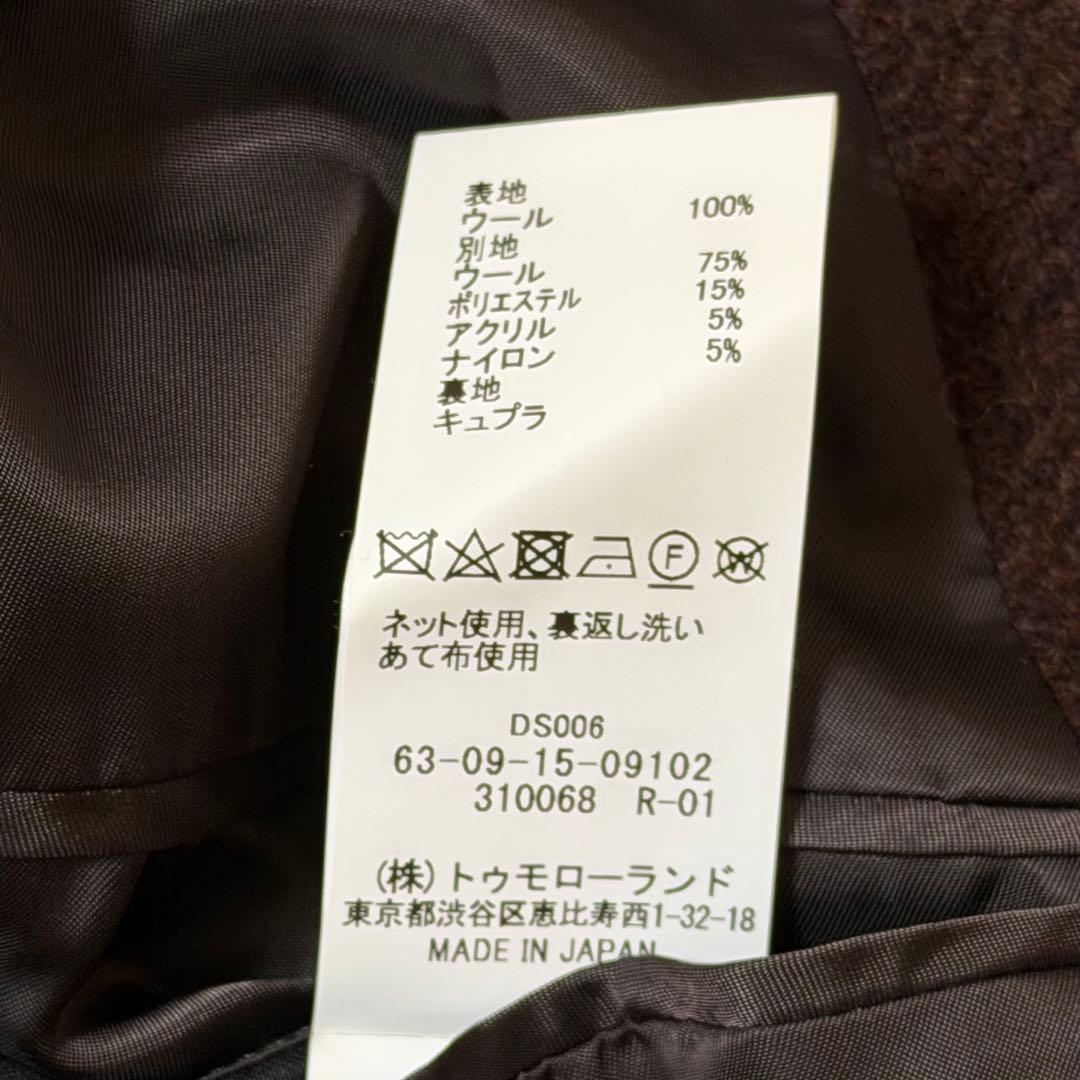 表地
ウール 100%
別地
ウール 75%
ポリエステル 15%
アクリル 5%
ナイロン 5%
裏地
キュプラ
F W
ネット使用、裏返し洗い
あて布使用
DS006
63-09-15-09102
310068 R-01
(株)トゥモローランド
東京都渋谷区恵比寿西1-32-18
MADE IN JAPAN